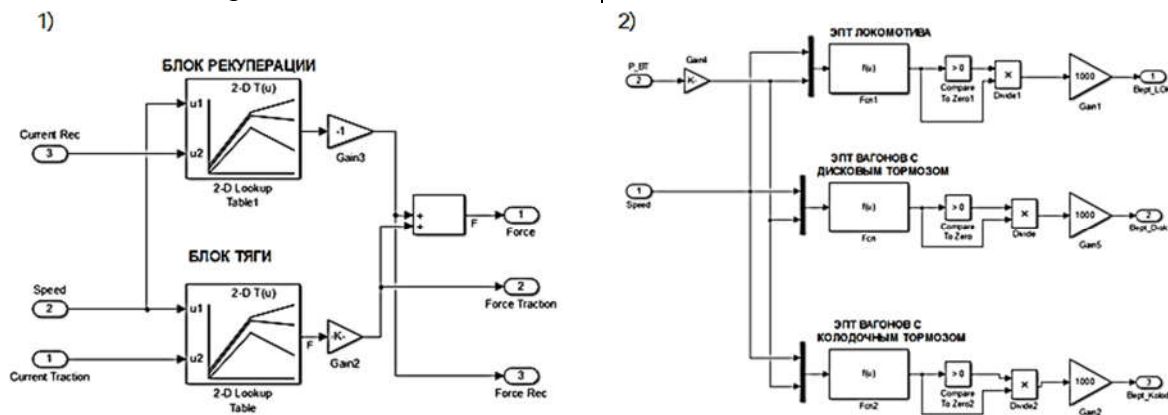 1)
БЛОК РЕКУПЕРАЦИИ
2-D T(u)
u1
u2
Current Rec
3
2-D Lookup
Table1
-1
Gain3
+
+
F
1
Force
БЛОК ТЯГИ
2-D T(u)
Speed
2
u1
u2
F
-K-
Gain2
2
Force Traction
1
Current Traction
2-D Lookup
Table
3
Force Rec
2)
ЭПТ ЛОКОМОТИВА
P_BT
2
Gain4
-K-
f(u)
Fcn1
> 0
Compare
To Zero1
×
Divide1
1000
Gain1
1
Bept_LOK
ЭПТ ВАГОНОВ С
ДИСКОВЫМ ТОРМОЗОМ
1
Speed
f(u)
Fcn
> 0
Compare
To Zero
×
Divide
1000
Gain5
2
Bept_Disk
ЭПТ ВАГОНОВ С
КОЛОДОЧНЫМ ТОРМОЗОМ
f(u)
Fcn2
> 0
Compare
To Zero2
×
Divide2
1000
Gain2
3
Bept_Kolod